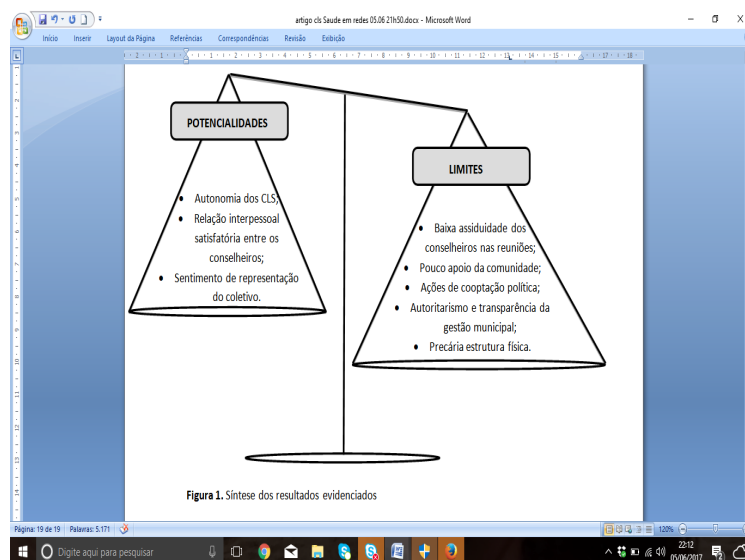 artigo cls Saude em redes 05.06 21h50.docx - Microsoft Word
Início Inserir Layout da Página Referências Correspondências Revisão Exibição
POTENCIALIDADES
• Autonomia dos CLS;
• Relação interpessoal
satisfatória entre os
conselheiros;
• Sentimento de representação
do coletivo.
LIMITES
• Baixa assiduidade dos
conselheiros nas reuniões;
• Pouco apoio da comunidade;
• Ações de cooptação política;
• Autoritarismo e transparência da
gestão municipal;
• Precária estrutura física.
Figura 1. Síntese dos resultados evidenciados
Página: 19 de 19 Palavras: 5.171 120%
Digite aqui para pesquisar
22:12
05/06/2017